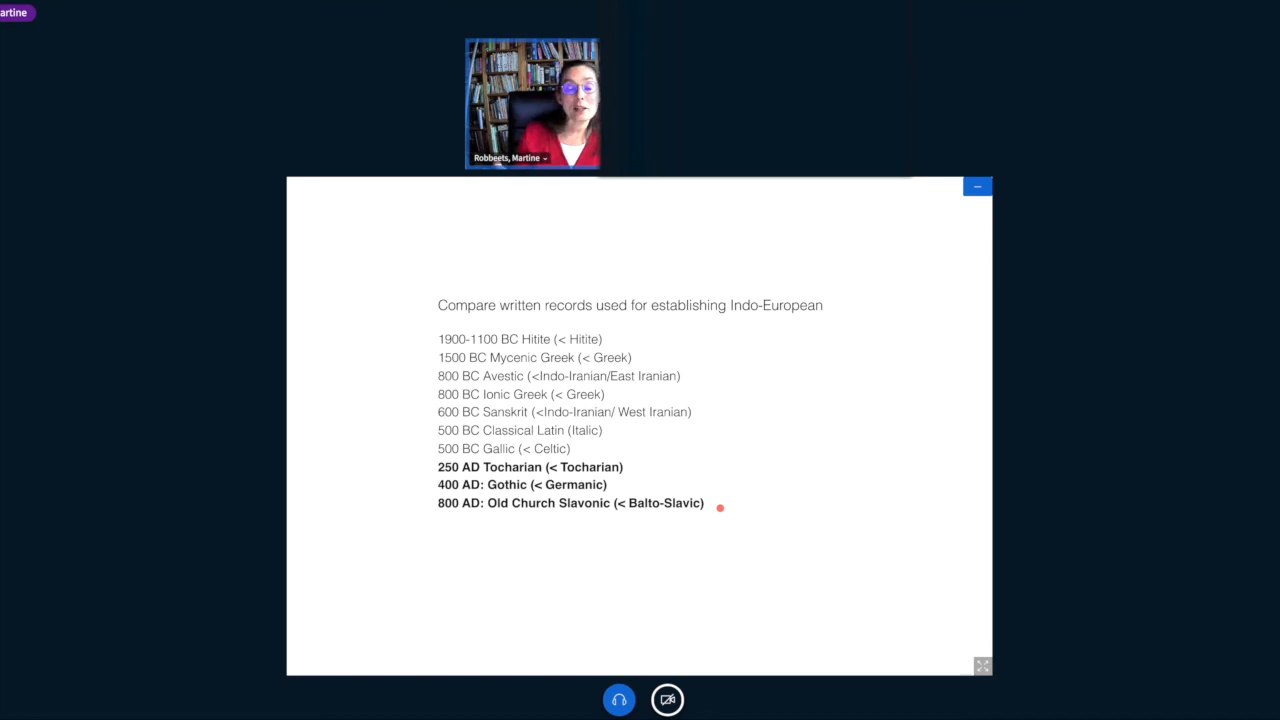 artine
Robbeets, Martine
Compare written records used for establishing Indo-European
1900-1100 BC Hitite (< Hitite)
1500 BC Mycenic Greek (< Greek)
800 BC Avestic (<Indo-Iranian/East Iranian)
800 BC Ionic Greek (< Greek)
600 BC Sanskrit (<Indo-Iranian/ West Iranian)
500 BC Classical Latin (Italic)
500 BC Gallic (< Celtic)
250 AD Tocharian (< Tocharian)
400 AD: Gothic (< Germanic)
800 AD: Old Church Slavonic (< Balto-Slavic)